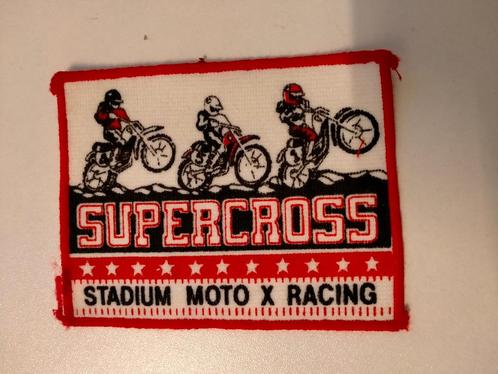 SUPERCROSS
STADIUM MOTO X RACING